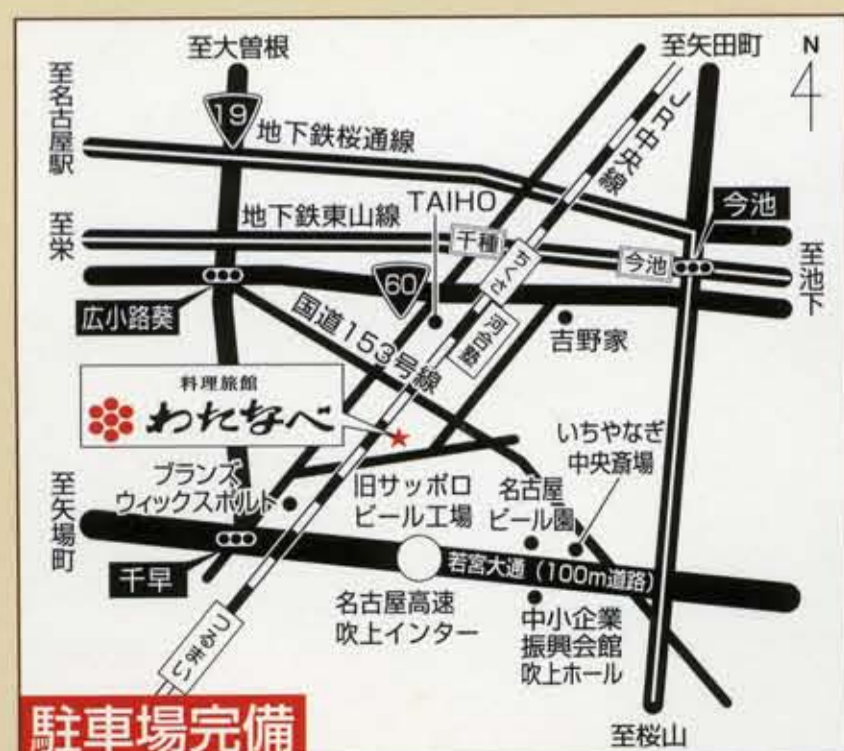 至大曽根
至矢田町
N
至名古屋駅
19
地下鉄桜通線
JR中央線
至栄
地下鉄東山線
TAIHO
千種
ちくさ
今池
今池
至池下
広小路葵
60
国道153号線
河合塾
吉野家
料理旅館
わたなべ
いちやなぎ
中央斎場
ブランズ
ウィックスポルト
旧サッポロ
ビール工場
名古屋
ビール園
至矢場町
千早
若宮大通（100m道路）
名古屋高速
吹上インター
中小企業
振興会館
吹上ホール
つるまい
駐車場完備
至桜山